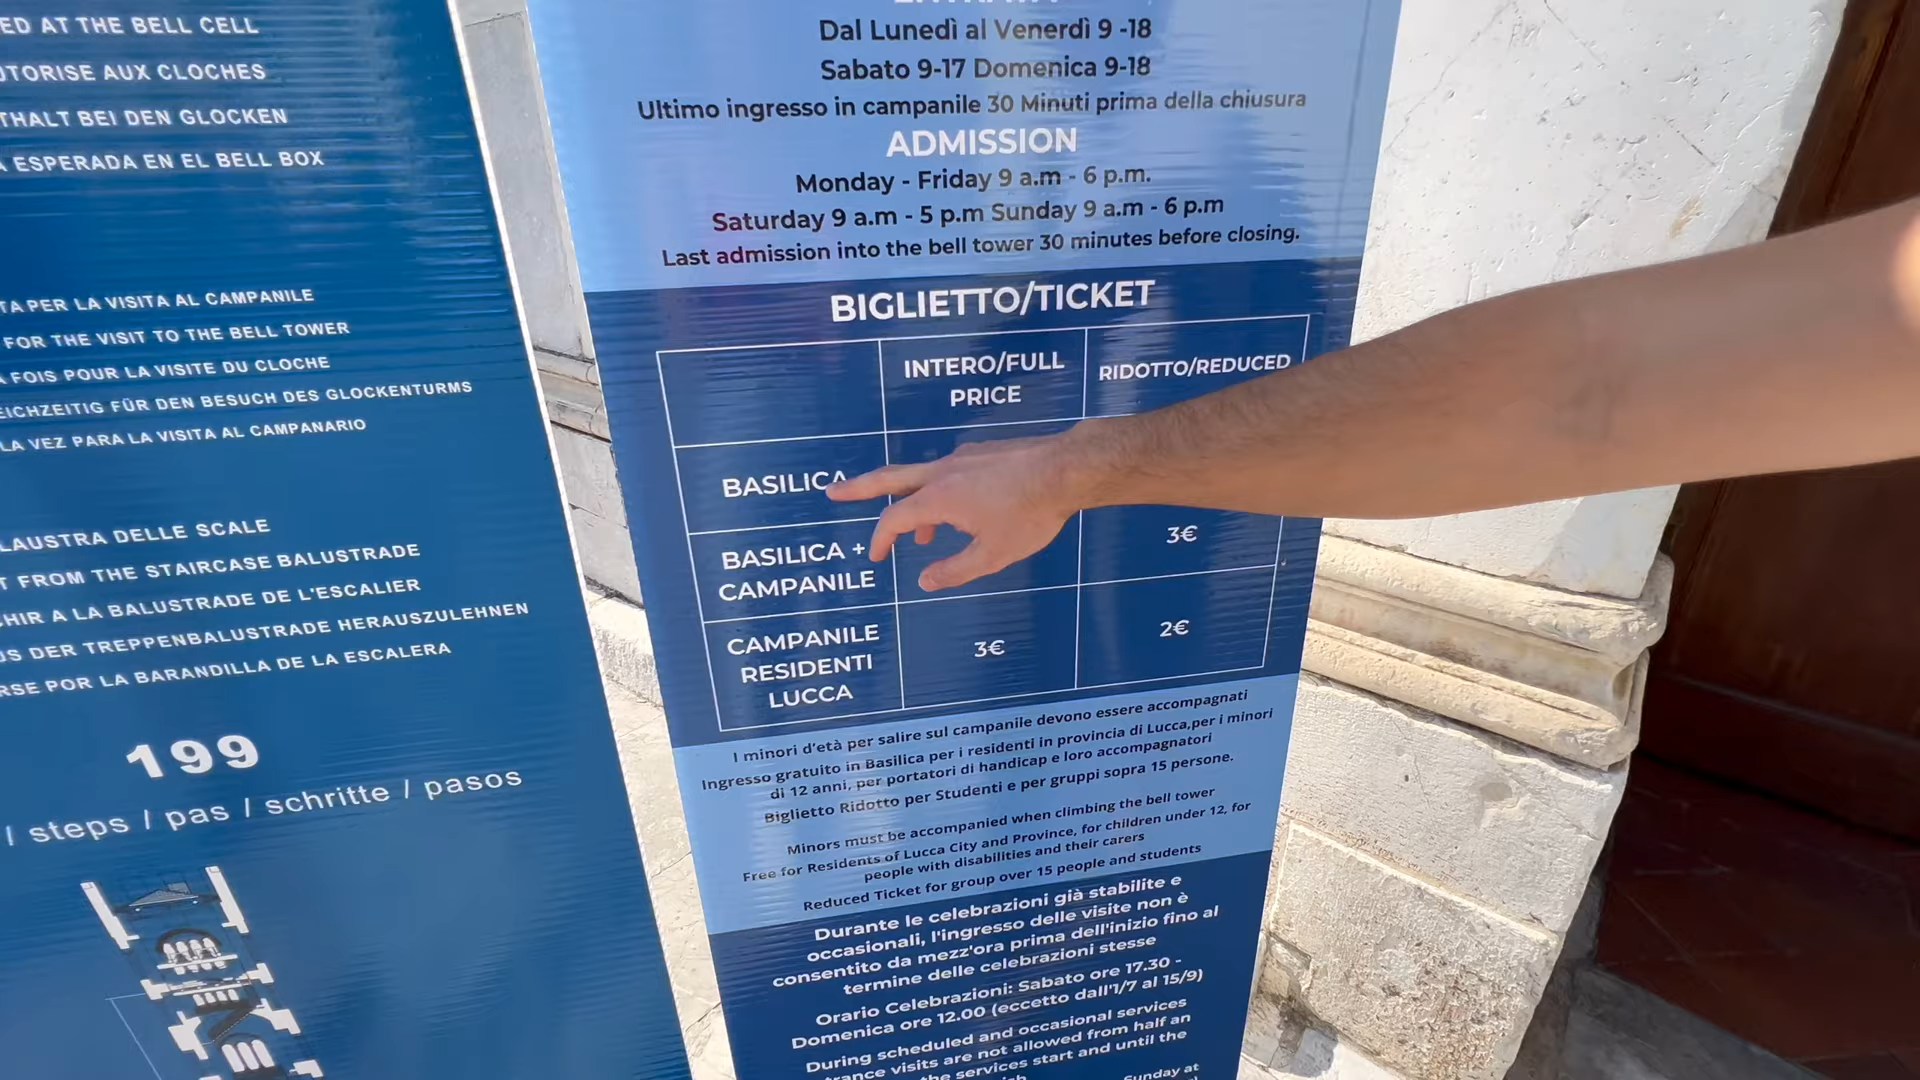 ED AT THE BELL CELL
TORISE AUX CLOCHES
THALT BEI DEN GLOCKEN
ESPERADA EN EL BELL BOX
TA PER LA VISITA AL CAMPANILE
FOR THE VISIT TO THE BELL TOWER
FOIS POUR LA VISITE DU CLOCHE
EICHZEITIG FÜR DEN BESUCH DES GLOCKENTURMS
LA VEZ PARA LA VISITA AL CAMPANARIO
LAUSTRA DELLE SCALE
T FROM THE STAIRCASE BALUSTRADE
HIR A LA BALUSTRADE DE L'ESCALIER
US DER TREPPENBALUSTRADE HERAUSZULEHNEN
RSE POR LA BARANDILLA DE LA ESCALERA
199
/ steps / pas / schritte / pasos
Dal Lunedì al Venerdì 9 -18
Sabato 9-17 Domenica 9-18
Ultimo ingresso in campanile 30 Minuti prima della chiusura
ADMISSION
Monday - Friday 9 a.m - 6 p.m.
Saturday 9 a.m - 5 p.m Sunday 9 a.m - 6 p.m
Last admission into the bell tower 30 minutes before closing.
BIGLIETTO/TICKET
INTERO/FULL PRICE
RIDOTTO/REDUCED
BASILICA
BASILICA +
CAMPANILE
3€
CAMPANILE
RESIDENTI
LUCCA
3€
2€
I minori d'età per salire sul campanile devono essere accompagnati
Ingresso gratuito in Basilica per i residenti in provincia di Lucca,per i minori
di 12 anni, per portatori di handicap e loro accompagnatori
Biglietto Ridotto per Studenti e per gruppi sopra 15 persone.
Minors must be accompanied when climbing the bell tower
Free for Residents of Lucca City and Province, for children under 12, for
people with disabilities and their carers
Reduced Ticket for group over 15 people and students
Durante le celebrazioni già stabilite e
occasionali, l'ingresso delle visite non è
consentito da mezz'ora prima dell'inizio fino al
termine delle celebrazioni stesse
Orario Celebrazioni: Sabato ore 17.30 -
Domenica ore 12.00 (eccetto dall'1/7 al 15/9)
During scheduled and occasional services
trance visits are not allowed from half an
the services start and until the
Sunday at